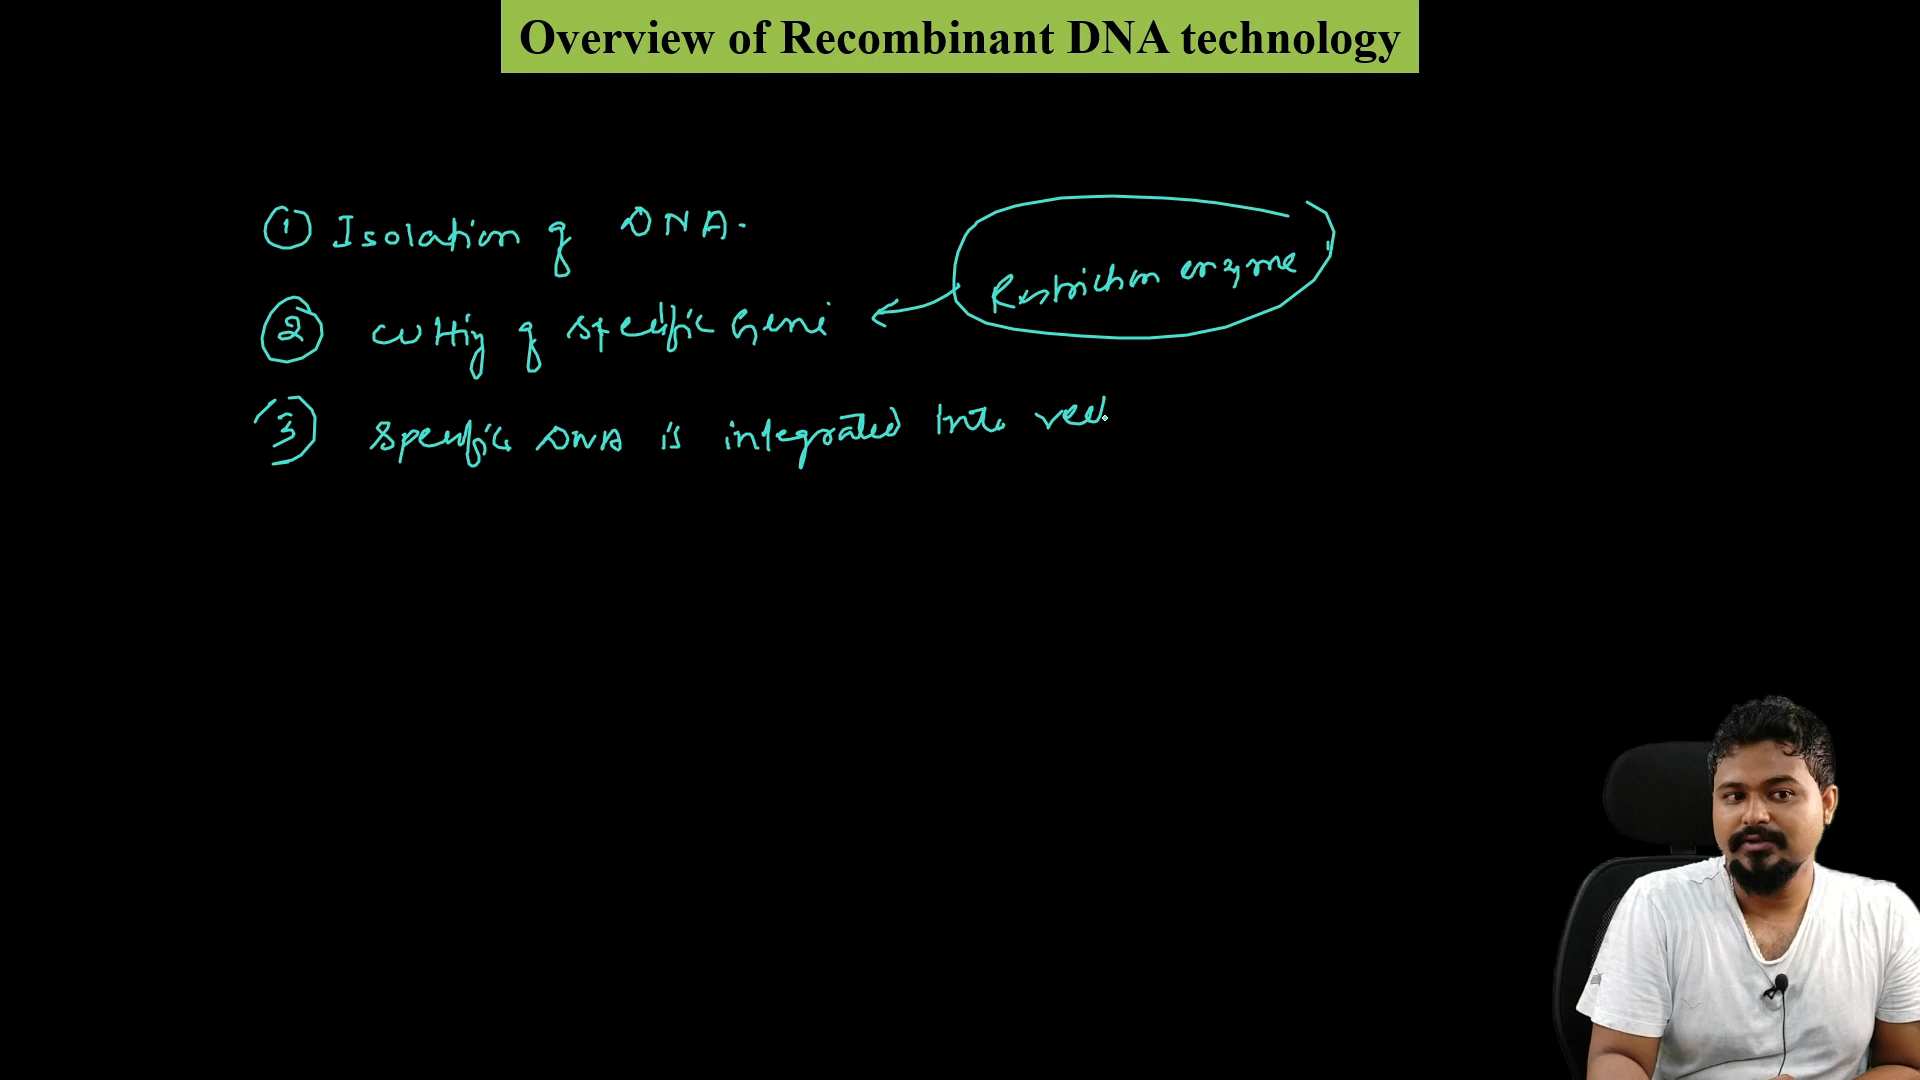 Overview of Recombinant DNA technology
① Isolation of DNA.
Restriction enzyme
② cutting of specific Gene
③ Specific DNA is integrated Into vect